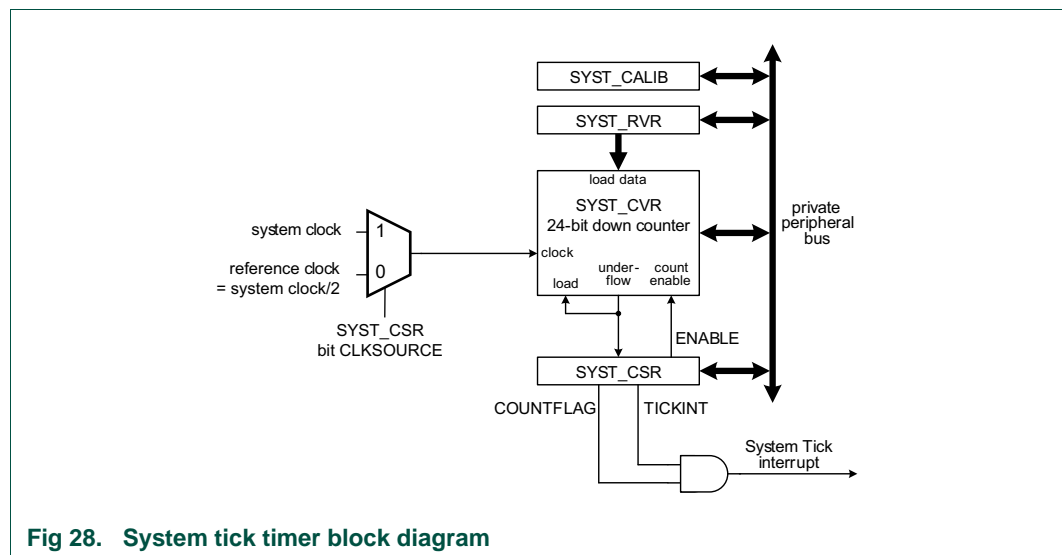 SYST_CALIB
SYST_RVR
load data
SYST_CVR
24-bit down counter
private
peripheral
bus
system clock
1
clock
reference clock
= system clock/2
0
under-
flow
count
enable
load
SYST_CSR
bit CLKSOURCE
ENABLE
SYST_CSR
COUNTFLAG
TICKINT
System Tick
interrupt
Fig 28. System tick timer block diagram